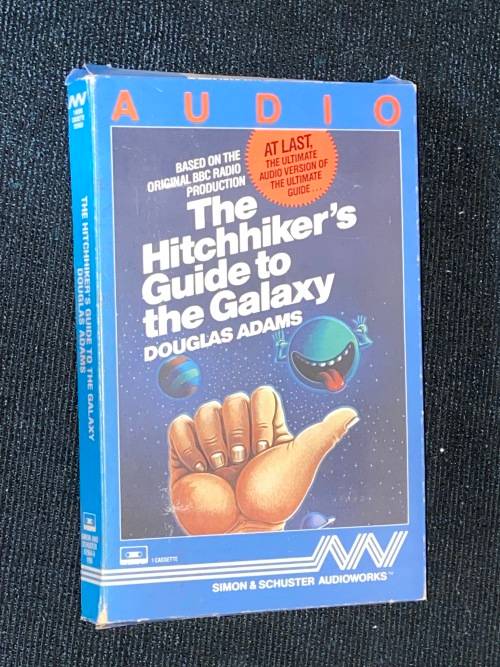 AUDIO
BASED ON THE
ORIGINAL BBC RADIO
PRODUCTION
AT LAST,
THE ULTIMATE
AUDIO VERSION OF
THE ULTIMATE
GUIDE...
The
Hitchhiker's
Guide to
the Galaxy
DOUGLAS ADAMS
1 CASSETTE
SIMON & SCHUSTER AUDIOWORKS™
THE HITCHHIKER'S GUIDE TO THE GALAXY
DOUGLAS ADAMS